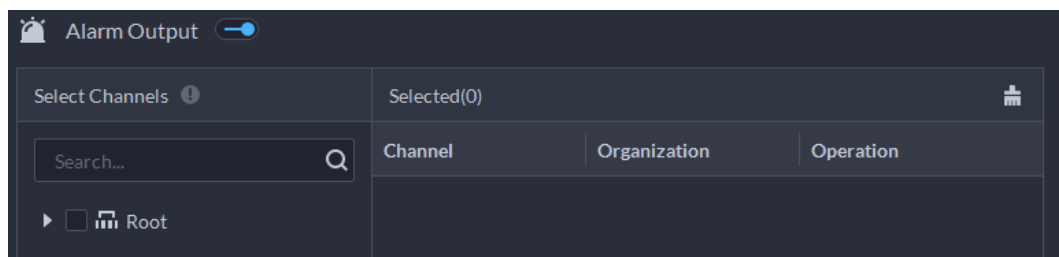 Alarm Output
Select Channels
Selected(0)
Search...
Channel Organization Operation
Root